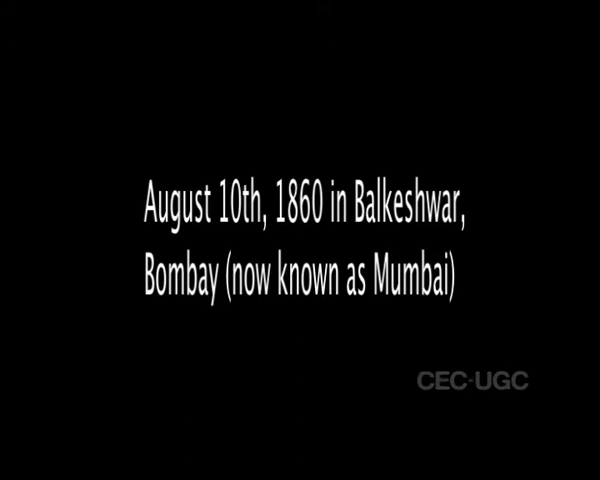 August 10th, 1860 in Balkeshwar,
Bombay (now known as Mumbai)
CEC-UGC